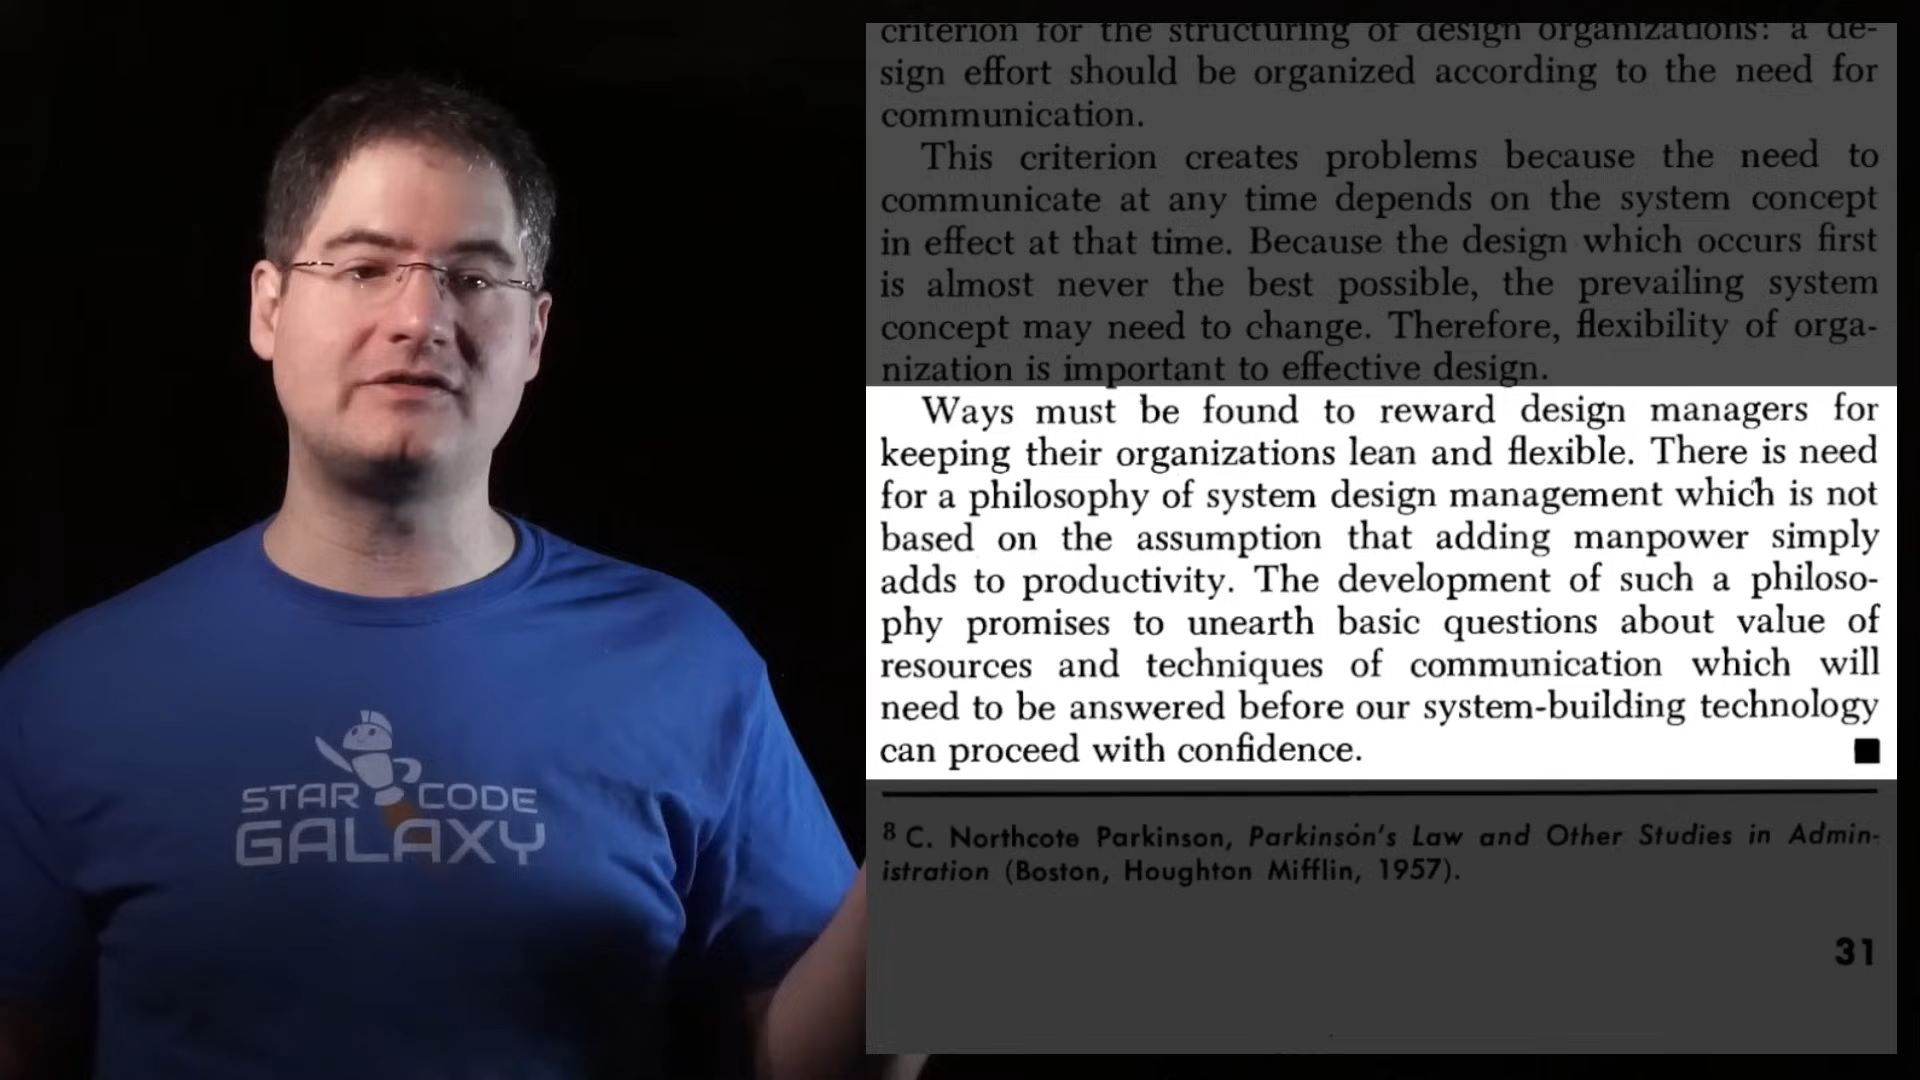 STAR CODE
GALAXY
criterion for the structuring of design organizations: a de-
sign effort should be organized according to the need for
communication.
This criterion creates problems because the need to
communicate at any time depends on the system concept
in effect at that time. Because the design which occurs first
is almost never the best possible, the prevailing system
concept may need to change. Therefore, flexibility of orga-
nization is important to effective design.
Ways must be found to reward design managers for
keeping their organizations lean and flexible. There is need
for a philosophy of system design management which is not
based on the assumption that adding manpower simply
adds to productivity. The development of such a philoso-
phy promises to unearth basic questions about value of
resources and techniques of communication which will
need to be answered before our system-building technology
can proceed with confidence. ■
8 C. Northcote Parkinson, Parkinson's Law and Other Studies in Admin-
istration (Boston, Houghton Mifflin, 1957).
31